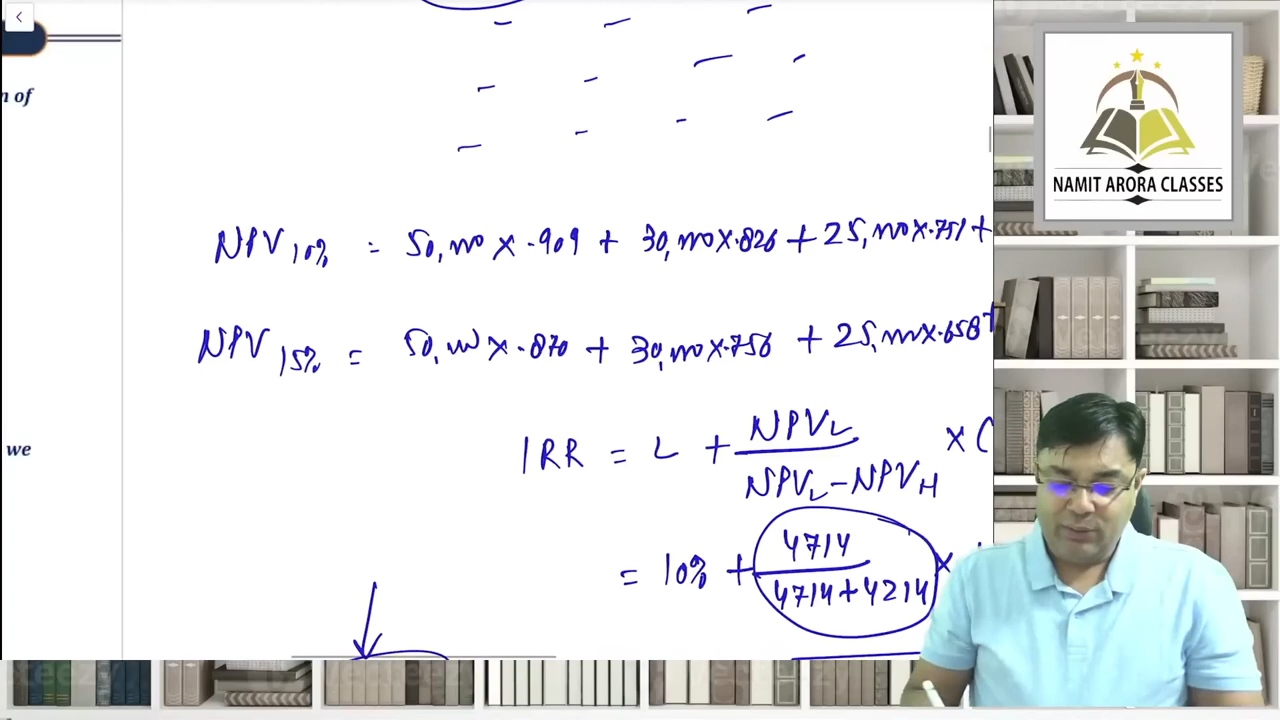 n of
we
NPV10% = 50,000 × .909 + 30,000 × .826 + 25,000 × .751 +
NPV15% = 50,000 × .870 + 30,000 × .756 + 25,000 × .658 +
IRR = L + NPVL / NPVL - NPVH × (
= 10% + 4714 / 4714 + 4214 ×
NAMIT ARORA CLASSES